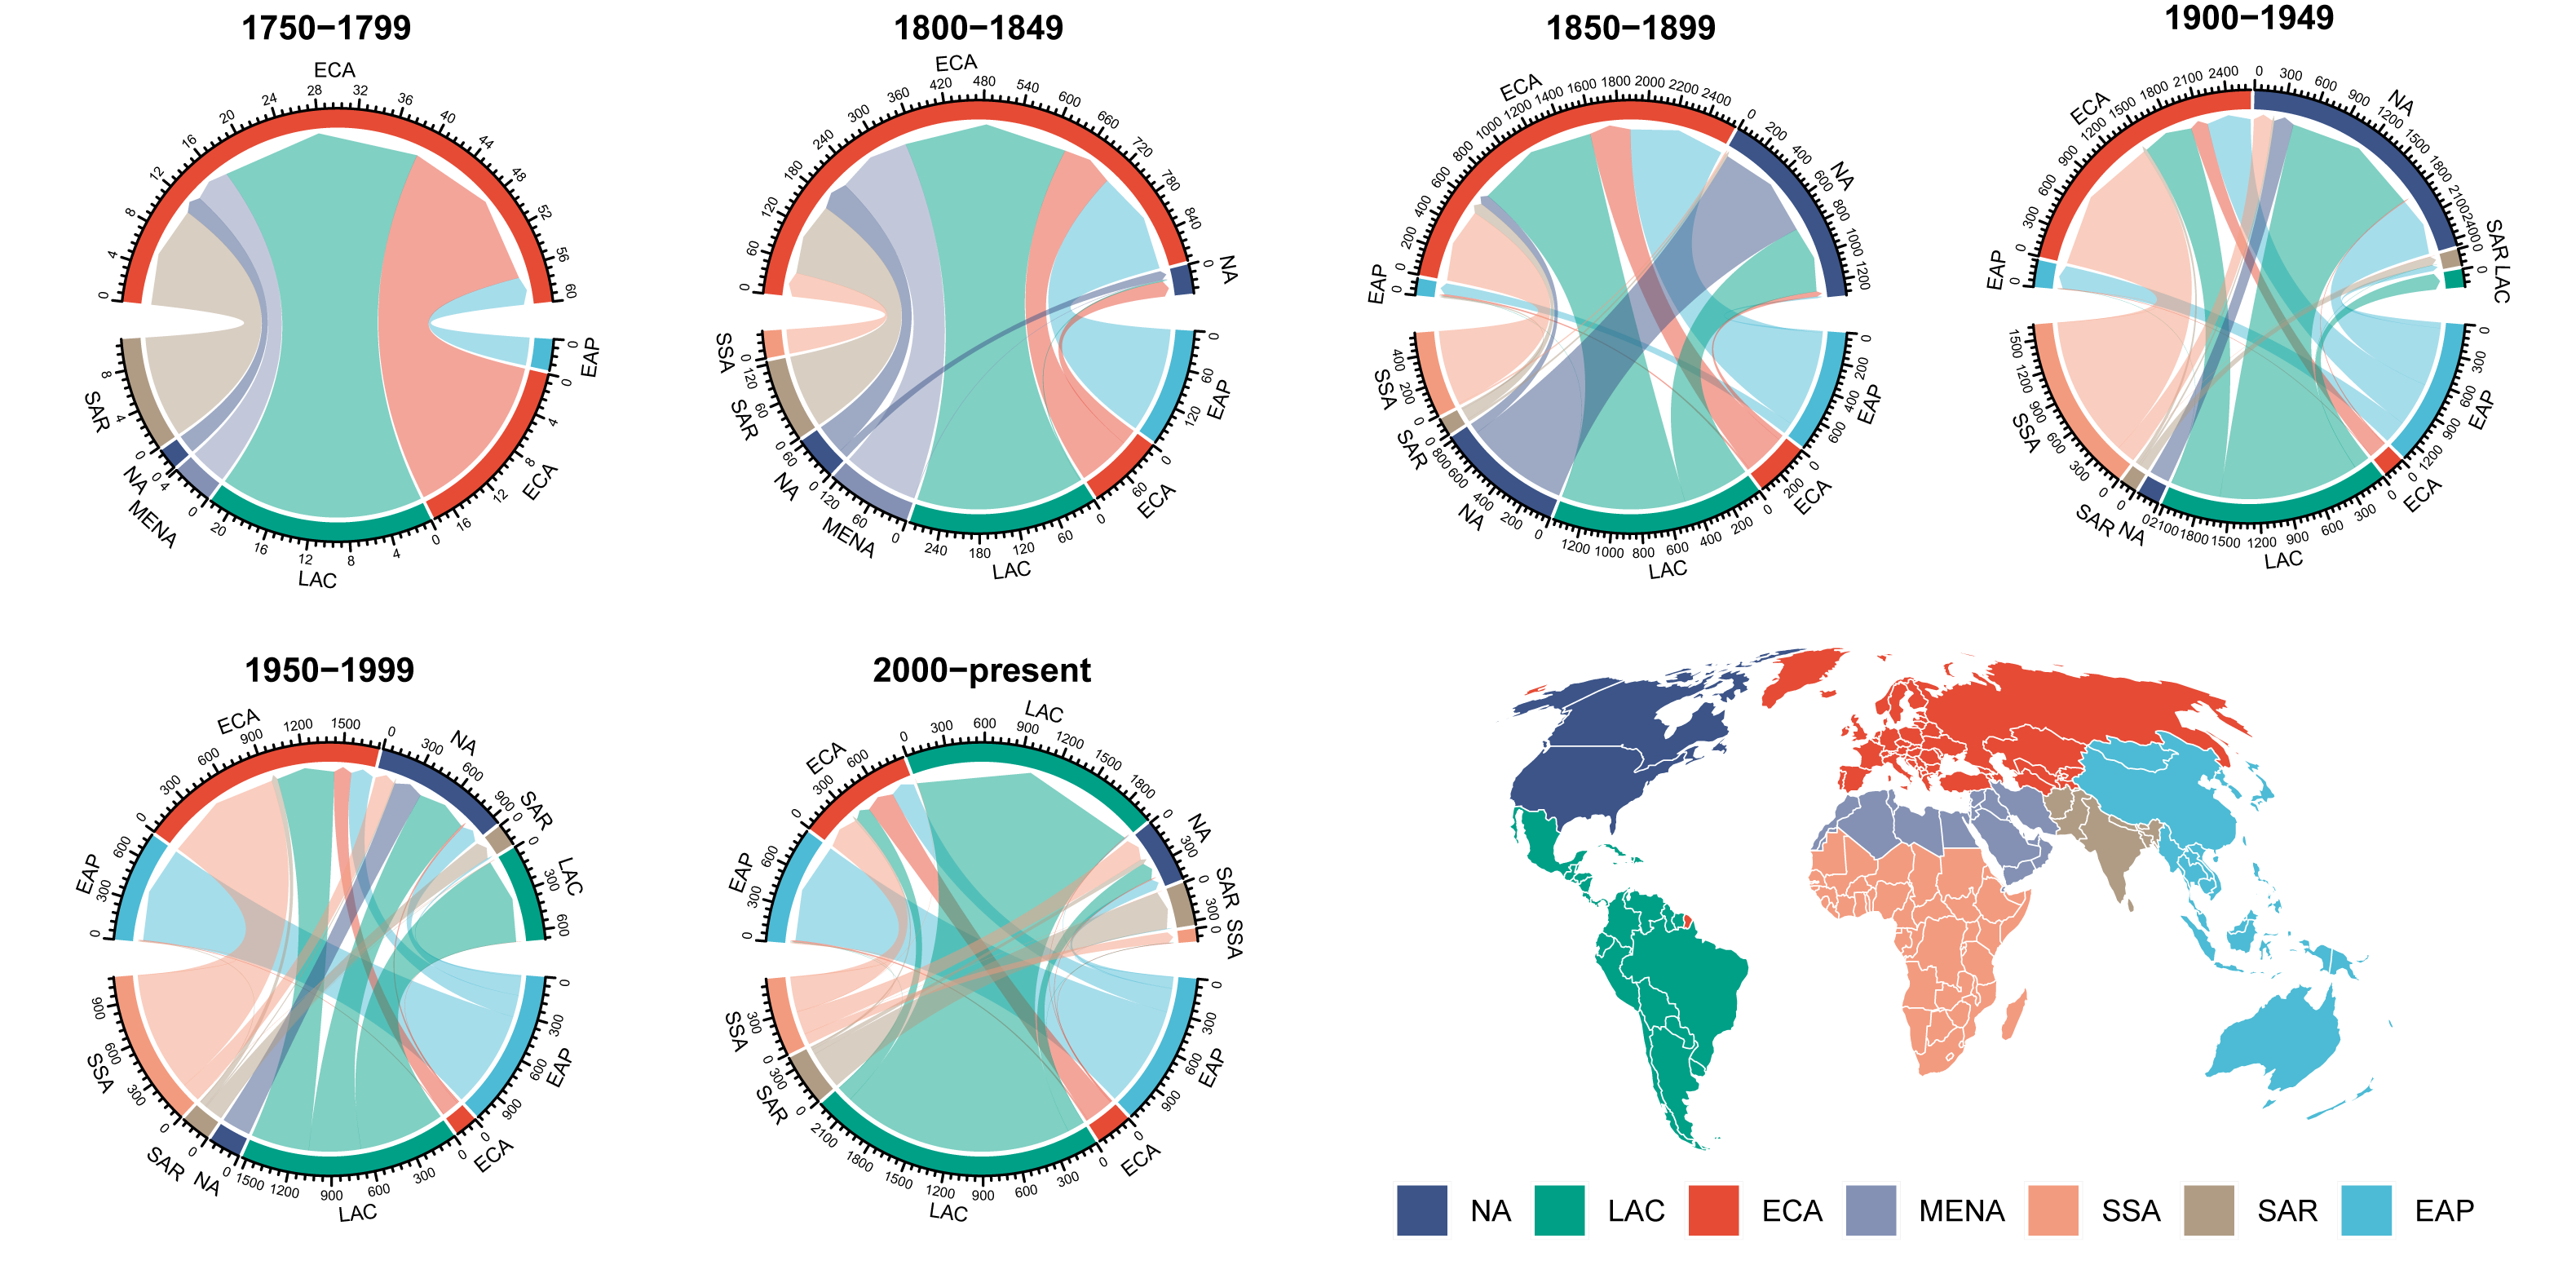 1750−1799
ECA
0 4 8 12 16 20 24 28 32 36 40 44 48 52 56 60
EAP
0
ECA
0 4 8 12 16
LAC
0 4 8 12 16 20
MENA
0 4
NA
0
SAR
0 4 8
1800−1849
ECA
0 60 120 180 240 300 360 420 480 540 600 660 720 780 840
NA
0
EAP
0 60 120
ECA
0 60
LAC
0 60 120 180 240
MENA
0 60 120
NA
0 60
SAR
0 60 120
SSA
0
1850−1899
ECA
0 200 400 600 800 1000 1200 1400 1600 1800 2000 2200 2400
NA
0 200 400 600 800 1000 1200
EAP
0 200 400 600
ECA
0 200
LAC
0 200 400 600 800 1000 1200
NA
0 200 400 600 800
SAR
0
SSA
0 200 400
EAP
0
1900−1949
ECA
0 300 600 900 1200 1500 1800 2100 2400
NA
0 300 600 900 1200 1500 1800 2100 2400
SAR
0
LAC
0
EAP
0 300 600 900 1200
ECA
0
LAC
0 300 600 900 1200 1500 1800 2100
NA
0
SAR
0
SSA
0 300 600 900 1200 1500
EAP
0
1950−1999
ECA
0 300 600 900 1200 1500
NA
0 300 600 900
SAR
0
LAC
0 300 600
EAP
0 300 600 900
ECA
0
LAC
0 300 600 900 1200 1500
NA
0
SAR
0
SSA
0 300 600 900
EAP
0 300 600
2000−present
LAC
0 300 600 900 1200 1500 1800
NA
0 300
SAR
0 300
SSA
0
EAP
0 300 600 900
ECA
0
LAC
0 300 600 900 1200 1500 1800 2100
SAR
0 300
SSA
0 300
EAP
0 300 600
ECA
0 300 600
NA LAC ECA MENA SSA SAR EAP